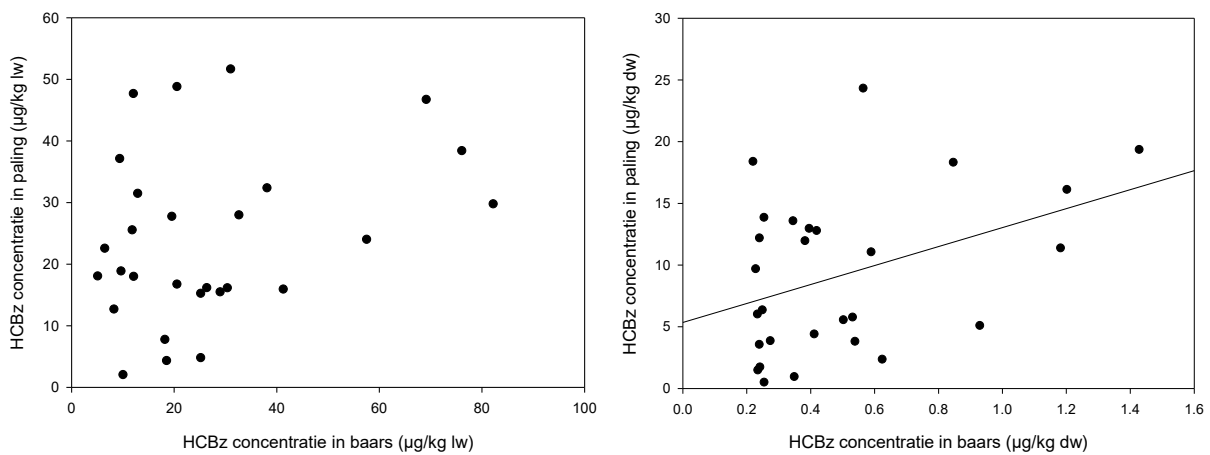 60
50
40
30
20
10
0
HCBz concentratie in paling (µg/kg lw)
0 20 40 60 80 100
HCBz concentratie in baars (µg/kg lw)
30
25
20
15
10
5
0
HCBz concentratie in paling (µg/kg dw)
0.0 0.2 0.4 0.6 0.8 1.0 1.2 1.4 1.6
HCBz concentratie in baars (µg/kg dw)